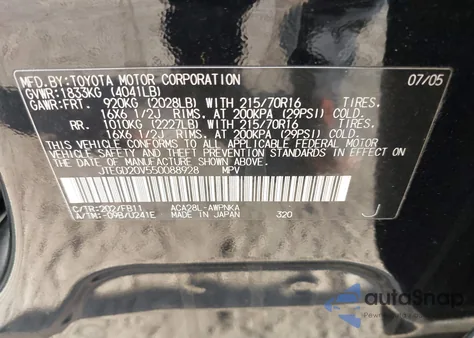 MFD.BY:TOYOTA MOTOR CORPORATION 07/05
GVWR:1833KG (4041LB)
GAWR:FRT. 920KG (2028LB) WITH 215/70R16 TIRES.
16X6 1/2J RIMS. AT 200KPA (29PSI) COLD.
RR. 1010KG (2227LB) WITH 215/70R16 TIRES.
16X6 1/2J RIMS. AT 200KPA (29PSI) COLD.
THIS VEHICLE CONFORMS TO ALL APPLICABLE FEDERAL MOTOR
VEHICLE SAFETY AND THEFT PREVENTION STANDARDS IN EFFECT ON
THE DATE OF MANUFACTURE SHOWN ABOVE.
JTEGD20V550088928 MPV
C/TR:202/FB11 ACA28L-AWPNKA
A/TM:-09B/U241E MADE IN JAPAN 320 J
autoSnap